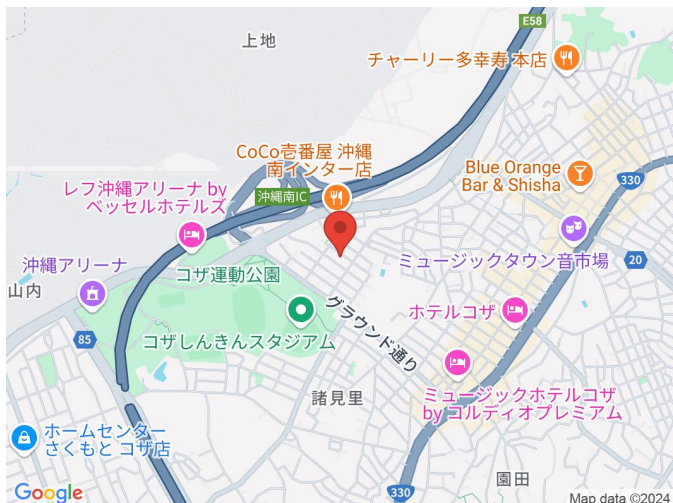 E58
上地
チャーリー多幸寿 本店
CoCo壱番屋 沖縄
南インター店
Blue Orange
Bar & Shisha
330
レフ沖縄アリーナ by
ベッセルホテルズ
沖縄南IC
沖縄アリーナ
コザ運動公園
ミュージックタウン音市場
20
山内
グラウンド通り
ホテルコザ
85
コザしんきんスタジアム
諸見里
ミュージックホテルコザ
by コルディオプレミアム
ホームセンター
さくもと コザ店
園田
Google
330
Map data ©2024